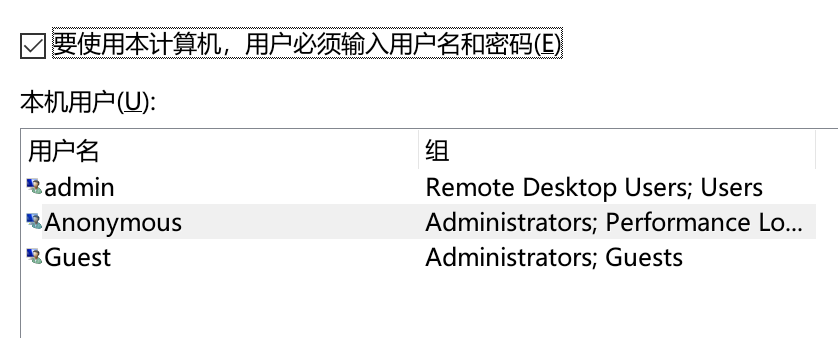 要使用本计算机，用户必须输入用户名和密码(E)
本机用户(U):
用户名 组
admin Remote Desktop Users; Users
Anonymous Administrators; Performance Lo...
Guest Administrators; Guests